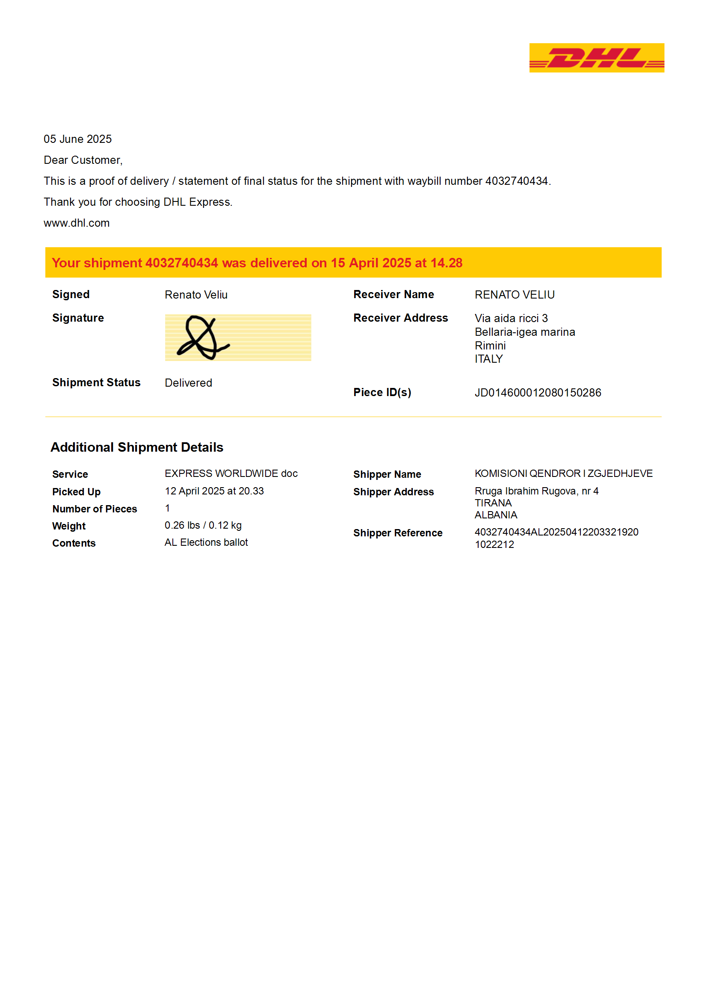 DHL
05 June 2025
Dear Customer,
This is a proof of delivery / statement of final status for the shipment with waybill number 4032740434.
Thank you for choosing DHL Express.
www.dhl.com
Your shipment 4032740434 was delivered on 15 April 2025 at 14.28
Signed Renato Veliu
Receiver Name RENATO VELIU
Signature
Receiver Address Via aida ricci 3
Bellaria-igea marina
Rimini
ITALY
Shipment Status Delivered
Piece ID(s) JD014600012080150286
Additional Shipment Details
Service EXPRESS WORLDWIDE doc
Shipper Name KOMISIONI QENDROR I ZGJEDHJEVE
Picked Up 12 April 2025 at 20.33
Shipper Address Rruga Ibrahim Rugova, nr 4
TIRANA
ALBANIA
Number of Pieces 1
Weight 0.26 lbs / 0.12 kg
Shipper Reference 4032740434AL20250412203321920
1022212
Contents AL Elections ballot